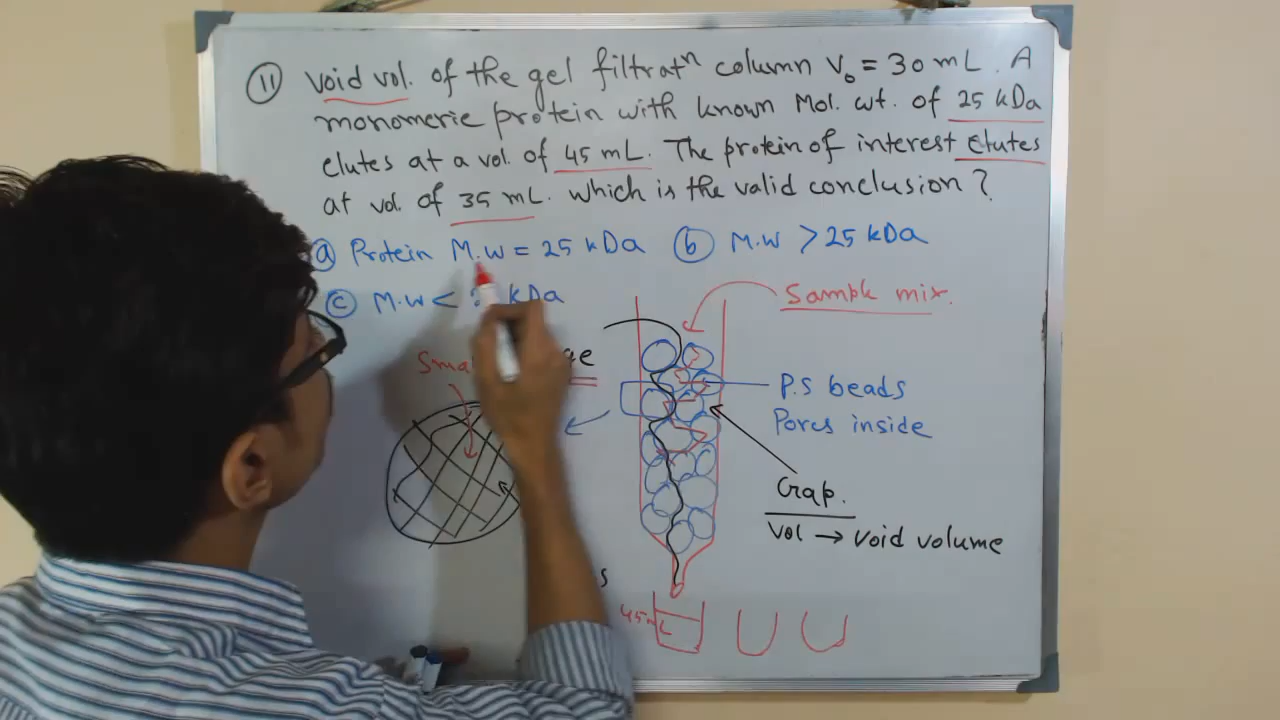 11 Void vol. of the gel filtratⁿ column V₀ = 30 mL. A
monomeric protein with known Mol. wt. of 25 kDa
elutes at a vol. of 45 mL. The protein of interest elutes
at vol. of 35 mL. which is the valid conclusion?
a Protein M.W = 25 kDa b M.W > 25 kDa
c M.W < kDa
Sample mix.
P.S beads
Pores inside
Gap.
Vol → Void volume
45mL